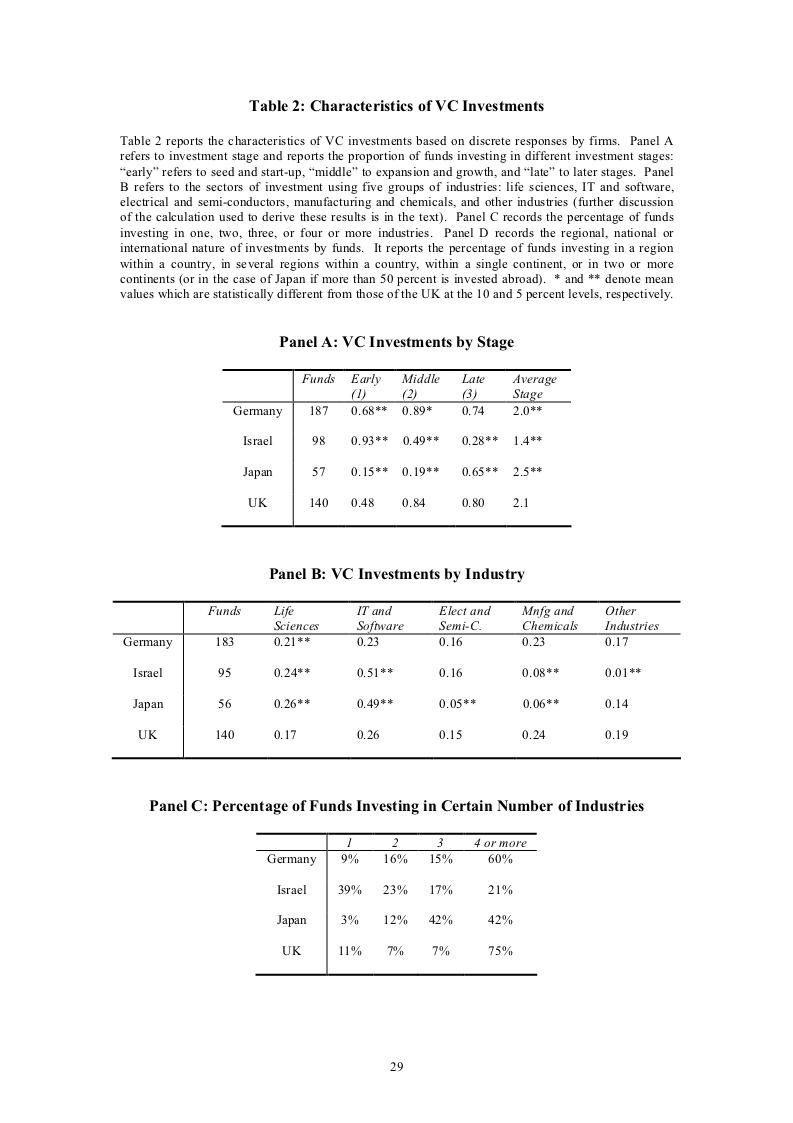 Table 2: Characteristics of VC Investments
Table 2 reports the characteristics of VC investments based on discrete responses by firms. Panel A
refers to investment stage and reports the proportion of funds investing in different investment stages:
“early” refers to seed and start-up, “middle” to expansion and growth, and “late” to later stages. Panel
B refers to the sectors of investment using five groups of industries: life sciences, IT and software,
electrical and semi-conductors, manufacturing and chemicals, and other industries (further discussion
of the calculation used to derive these results is in the text). Panel C records the percentage of funds
investing in one, two, three, or four or more industries. Panel D records the regional, national or
international nature of investments by funds. It reports the percentage of funds investing in a region
within a country, in several regions within a country, within a single continent, or in two or more
continents (or in the case of Japan if more than 50 percent is invested abroad). * and ** denote mean
values which are statistically different from those of the UK at the 10 and 5 percent levels, respectively.
Panel A: VC Investments by Stage
Funds Early Middle Late Average
(1) (2) (3) Stage
Germany 187 0.68** 0.89* 0.74 2.0**
Israel 98 0.93** 0.49** 0.28** 1.4**
Japan 57 0.15** 0.19** 0.65** 2.5**
UK 140 0.48 0.84 0.80 2.1
Panel B: VC Investments by Industry
Funds Life IT and Elect and Mnfg and Other
Sciences Software Semi-C. Chemicals Industries
Germany 183 0.21** 0.23 0.16 0.23 0.17
Israel 95 0.24** 0.51** 0.16 0.08** 0.01**
Japan 56 0.26** 0.49** 0.05** 0.06** 0.14
UK 140 0.17 0.26 0.15 0.24 0.19
Panel C: Percentage of Funds Investing in Certain Number of Industries
1 2 3 4 or more
Germany 9% 16% 15% 60%
Israel 39% 23% 17% 21%
Japan 3% 12% 42% 42%
UK 11% 7% 7% 75%
29